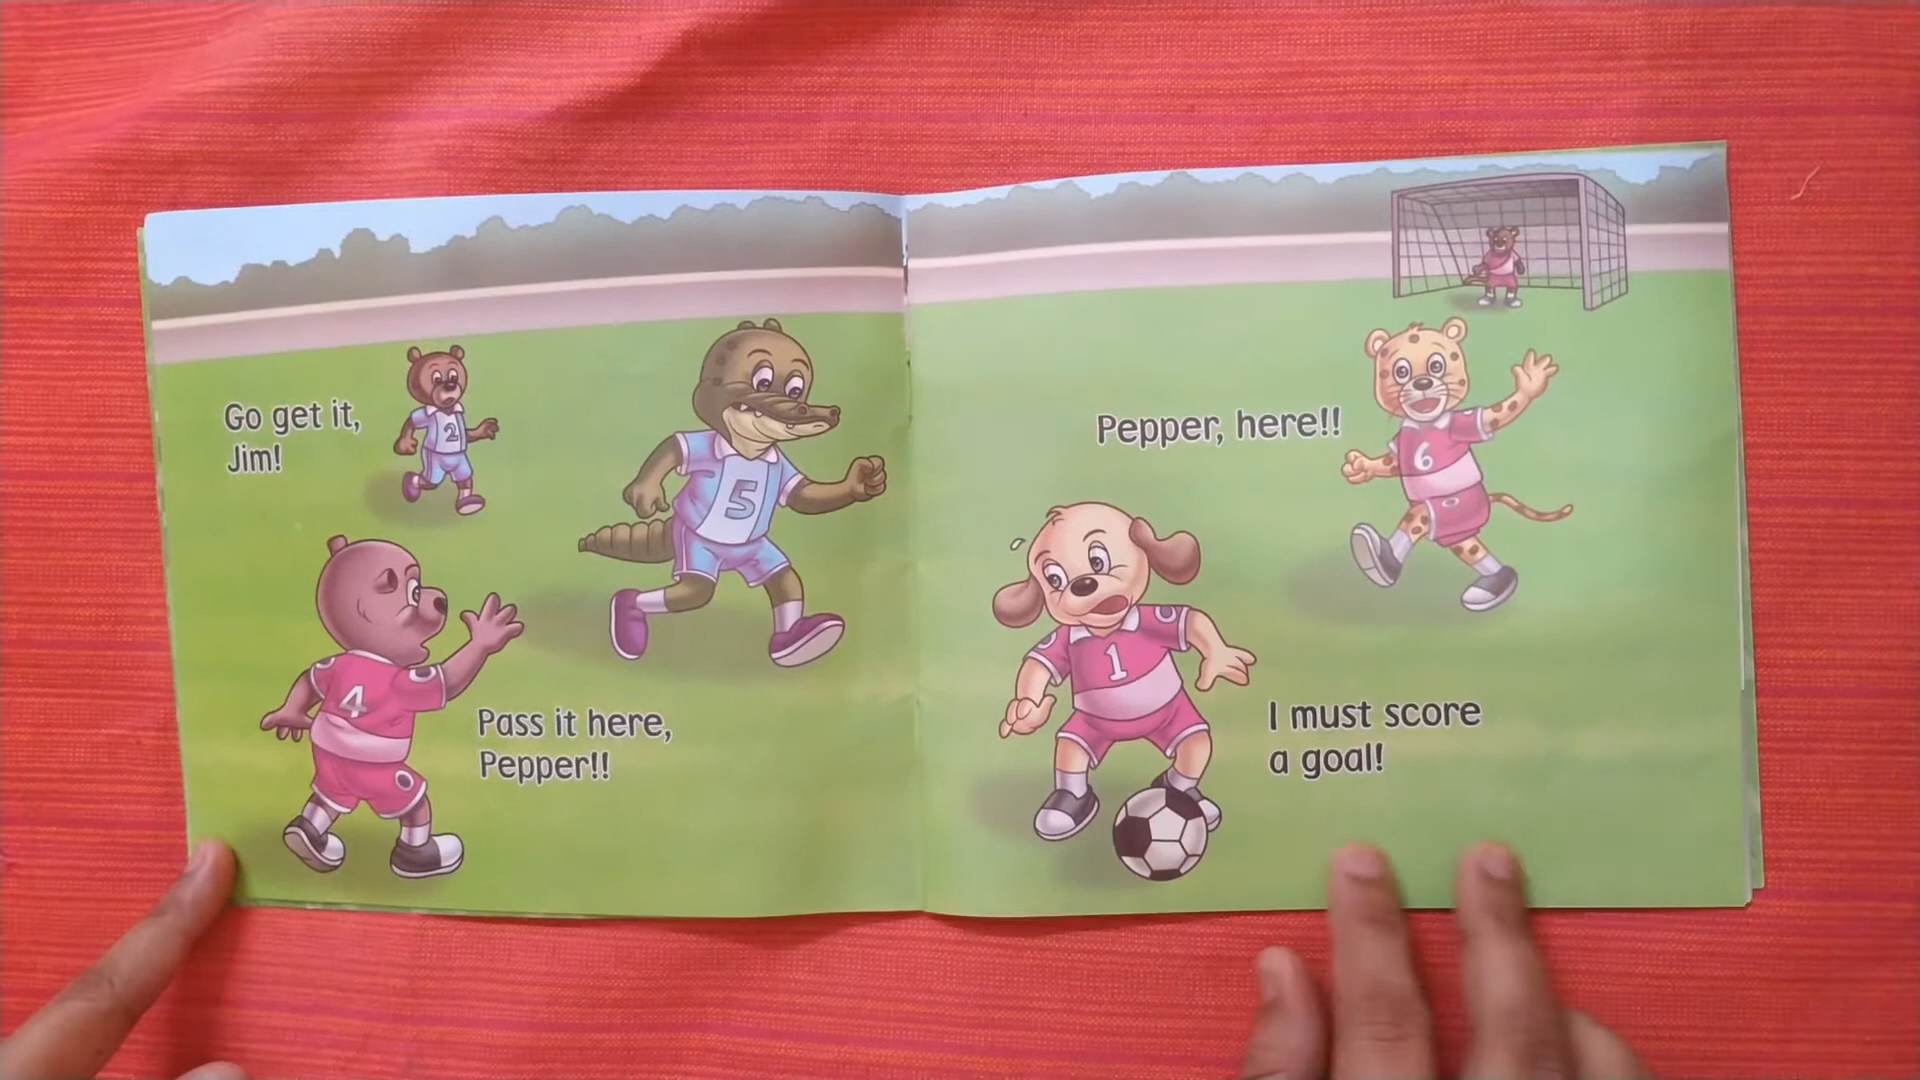 Go get it,
Jim!
2
5
4
Pass it here,
Pepper!!
Pepper, here!!
6
1
I must score
a goal!